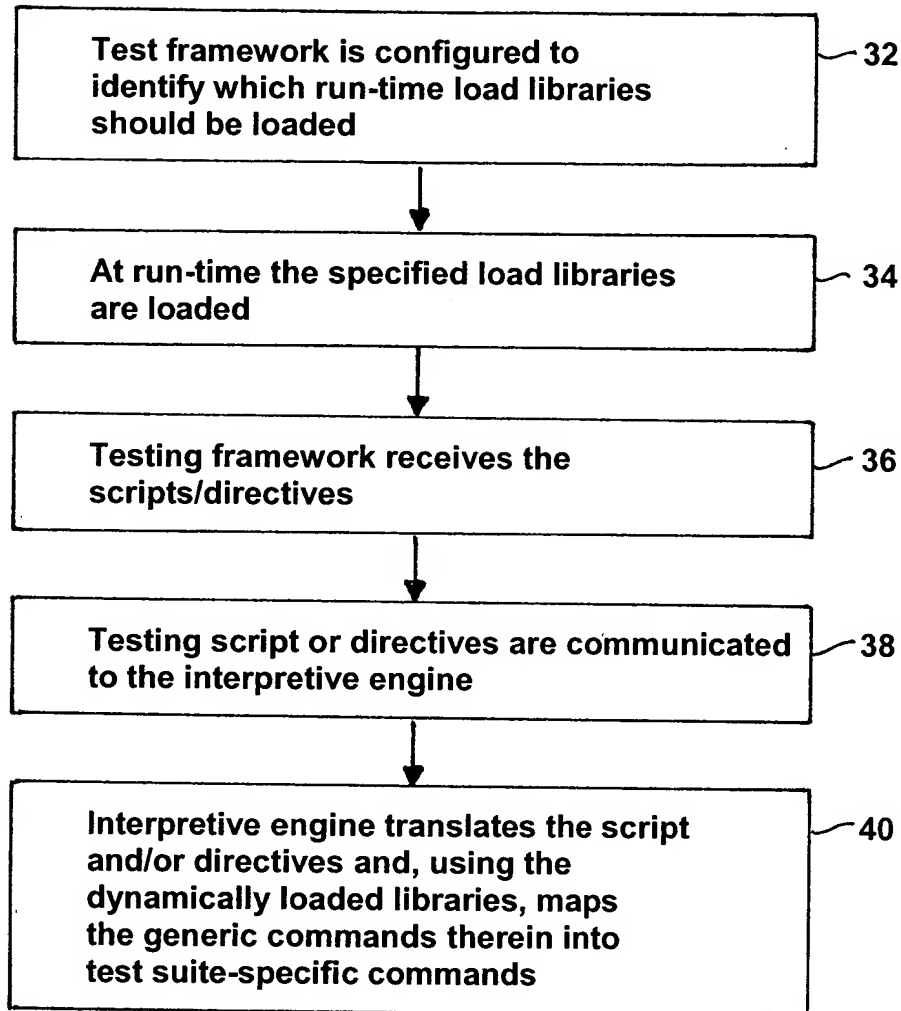 Test framework is configured to
identify which run-time load libraries
should be loaded
32
At run-time the specified load libraries
are loaded
34
Testing framework receives the
scripts/directives
36
Testing script or directives are communicated
to the interpretive engine
38
Interpretive engine translates the script
and/or directives and, using the
dynamically loaded libraries, maps
the generic commands therein into
test suite-specific commands
40